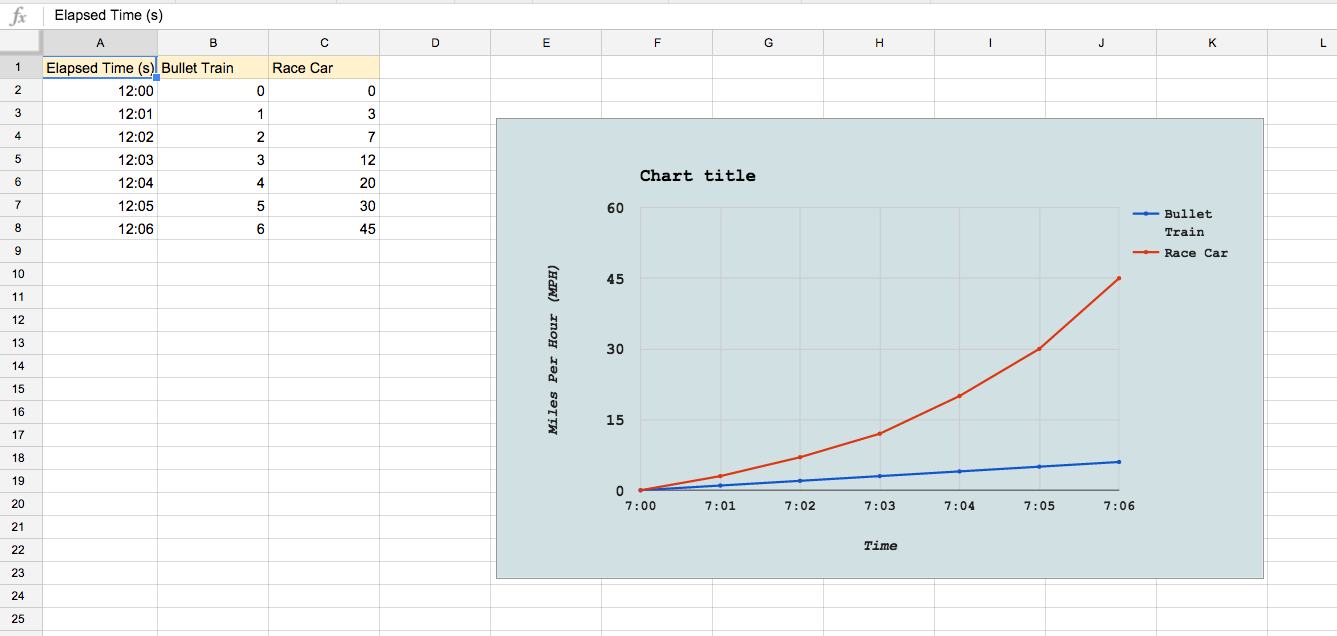 fx Elapsed Time (s)
A B C D E F G H I J K L
1 Elapsed Time (s) Bullet Train Race Car
2 12:00 0 0
3 12:01 1 3
4 12:02 2 7
5 12:03 3 12
6 12:04 4 20
7 12:05 5 30
8 12:06 6 45
9
10
11
12
13
14
15
16
17
18
19
20
21
22
23
24
25
Chart title
60
45
30
15
0
Miles Per Hour (MPH)
7:00 7:01 7:02 7:03 7:04 7:05 7:06
Time
Bullet
Train
Race Car